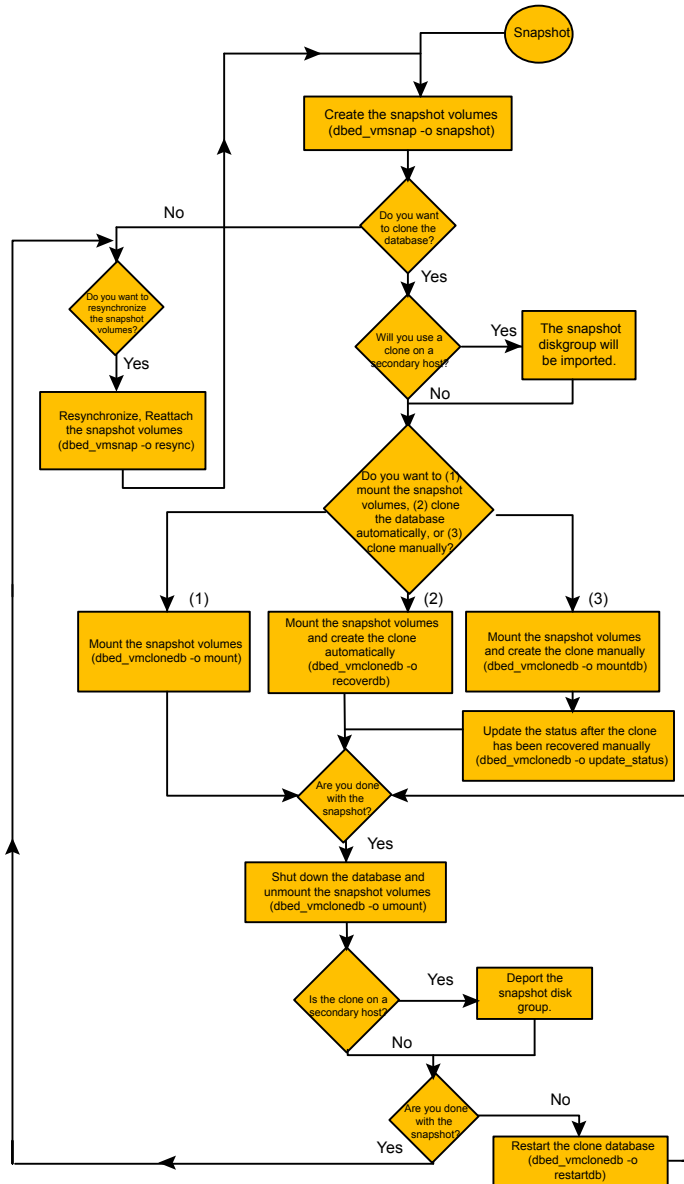 Snapshot
Create the snapshot volumes
(dbed_vmsnap -o snapshot)
No
Do you want
to clone the
database?
Yes
Do you want to
resynchronize
the snapshot
volumes?
Yes
Will you use a
clone on a
secondary host?
Yes
The snapshot
diskgroup will
be imported.
No
Resynchronize, Reattach
the snapshot volumes
(dbed_vmsnap -o resync)
Do you want to (1)
mount the snapshot
volumes, (2) clone
the database
automatically, or (3)
clone manually?
(1)
Mount the snapshot volumes
(dbed_vmclonedb -o mount)
(2)
Mount the snapshot volumes
and create the clone
automatically
(dbed_vmclonedb -o
recoverdb)
(3)
Mount the snapshot volumes
and create the clone manually
(dbed_vmclonedb -o mountdb)
Update the status after the clone
has been recovered manually
(dbed_vmclonedb -o update_status)
Are you done
with the
snapshot?
Yes
Shut down the database and
unmount the snapshot volumes
(dbed_vmclonedb -o umount)
Is the clone on a
secondary host?
Yes
Deport the
snapshot disk
group.
No
Are you done
with the
snapshot?
No
Yes
Restart the clone database
(dbed_vmclonedb -o
restartdb)